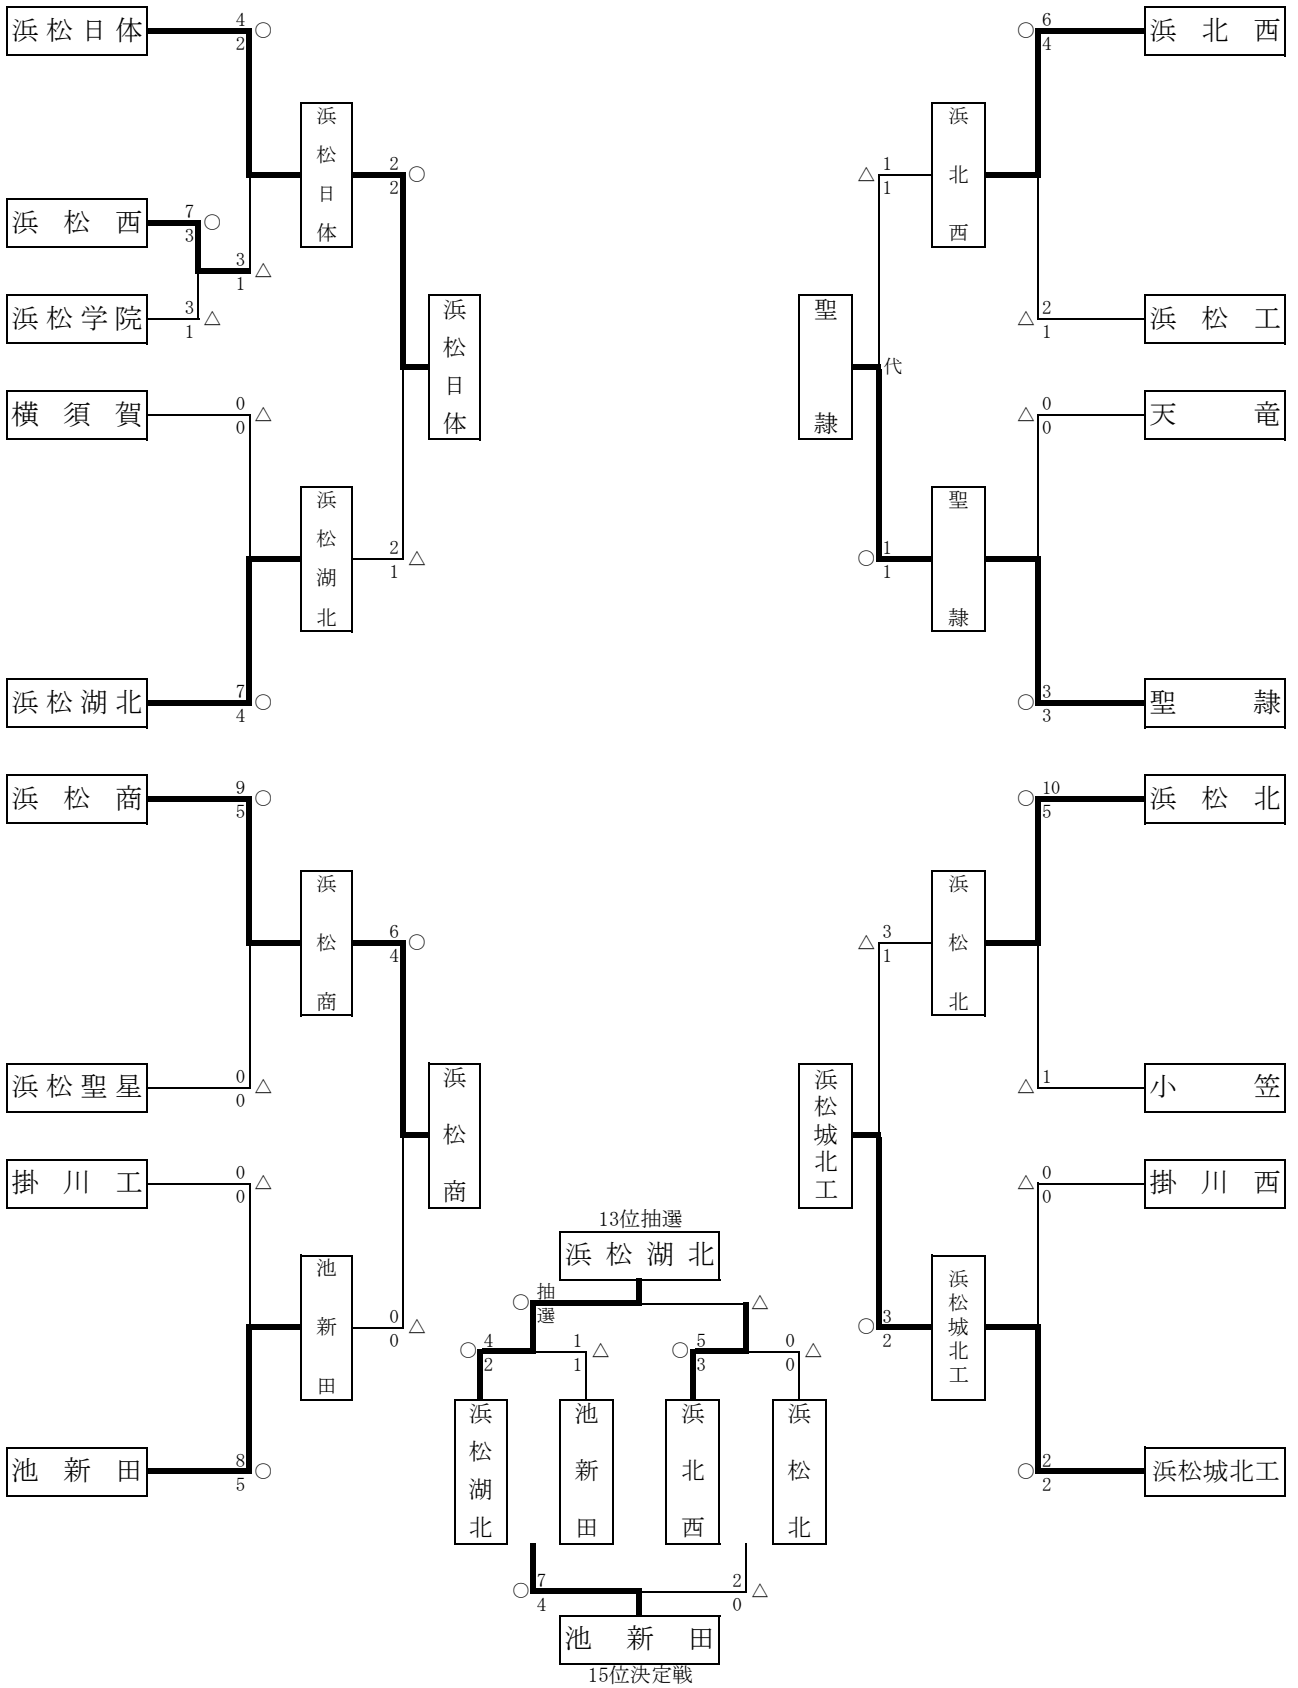 浜松日体
4
2
○
浜松西
7
3
○
浜松学院
3
1
△
3
1
△
浜松日体
2
2
○
横須賀
0
0
△
浜松湖北
7
4
○
浜松湖北
2
1
△
浜松日体
浜松商
9
5
○
浜松聖星
0
0
△
浜松商
6
4
○
掛川工
0
0
△
池新田
8
5
○
池新田
0
0
△
浜松商
浜北西
6
4
○
浜松工
2
1
△
浜北西
1
1
△
天竜
0
0
△
聖隷
3
3
○
聖隷
1
1
○
代
聖隷
浜松北
10
5
○
小笠
1
△
浜松北
3
1
△
掛川西
0
0
△
浜松城北工
2
2
○
浜松城北工
3
2
○
浜松城北工
13位抽選
浜松湖北
○
抽選
△
○
4
2
1
1
△
○
5
3
0
0
△
浜松湖北
池新田
浜北西
浜松北
○
7
4
2
0
△
池新田
15位決定戦